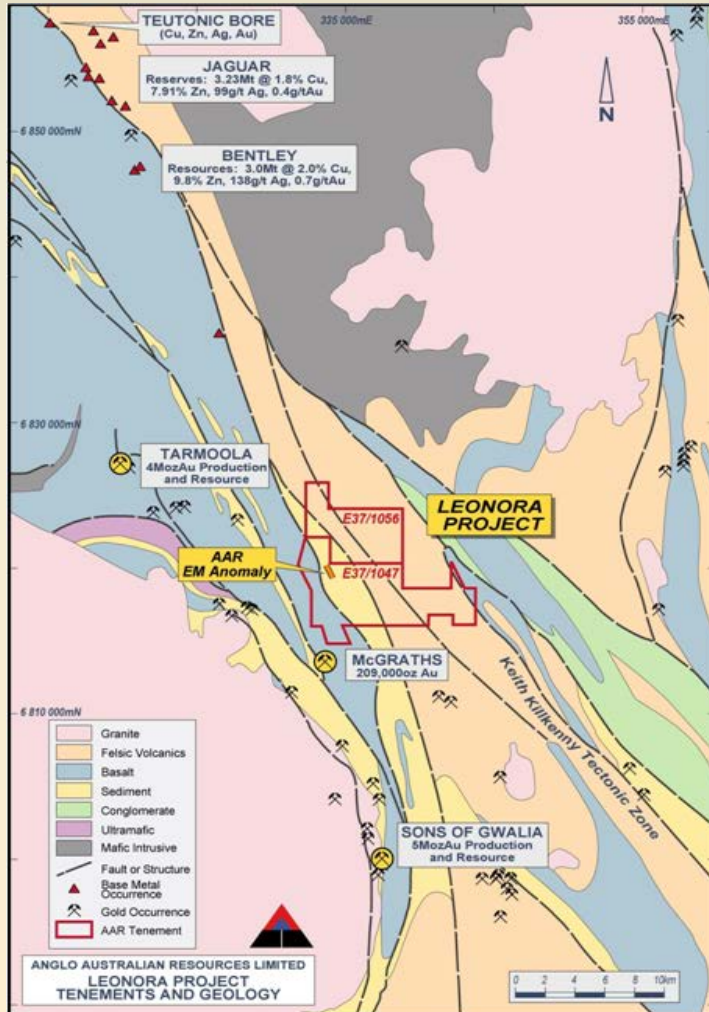 TEUTONIC BORE
(Cu, Zn, Ag, Au)
335 000mE
355 000mE
JAGUAR
Reserves: 3.23Mt @ 1.8% Cu,
7.91% Zn, 99g/t Ag, 0.4g/tAu
N
6 850 000mN
BENTLEY
Resources: 3.0Mt @ 2.0% Cu,
9.8% Zn, 138g/t Ag, 0.7g/tAu
6 830 000mN
TARMOOLA
4MozAu Production
and Resource
E37/1056
LEONORA
PROJECT
AAR
EM Anomaly
E37/1047
McGRATHS
209,000oz Au
Keith Kilkenny Tectonic Zone
6 810 000mN
Granite
Felsic Volcanics
Basalt
Sediment
Conglomerate
Ultramafic
Mafic Intrusive
Fault or Structure
Base Metal
Occurrence
Gold Occurrence
AAR Tenement
SONS OF GWALIA
5MozAu Production
and Resource
ANGLO AUSTRALIAN RESOURCES LIMITED
LEONORA PROJECT
TENEMENTS AND GEOLOGY
0 2 4 6 8 10km